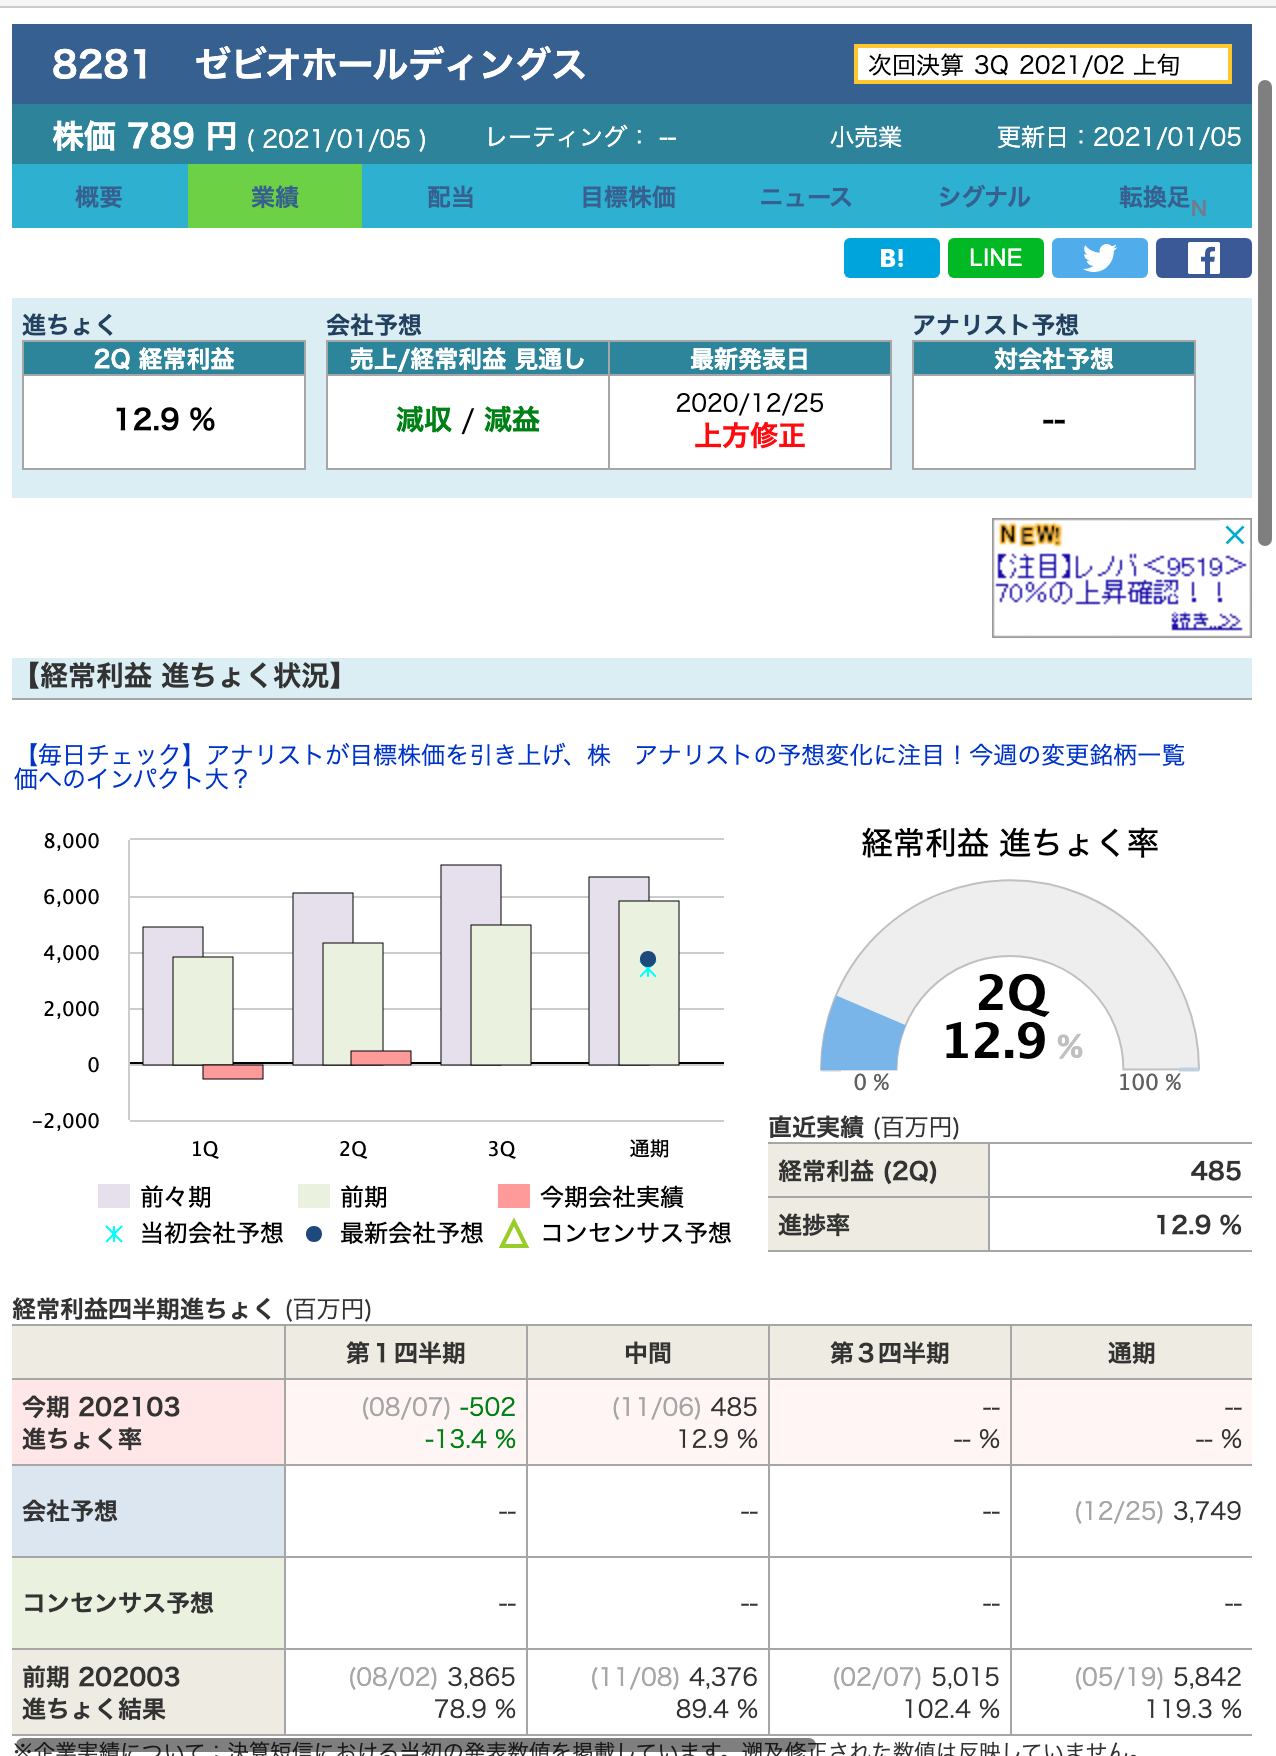 8281 ゼビオホールディングス
次回決算 3Q 2021/02 上旬
株価 789 円 ( 2021/01/05 ) レーティング： -- 小売業 更新日：2021/01/05
概要 業績 配当 目標株価 ニュース シグナル 転換足N
B! LINE
進ちょく 会社予想 アナリスト予想
2Q 経常利益 売上/経常利益 見通し 最新発表日 対会社予想
12.9 % 減収 / 減益 2020/12/25 --
上方修正
NEW!
【注目】レノバ<9519>
70%の上昇確認！！
続き..>>
【経常利益 進ちょく状況】
【毎日チェック】アナリストが目標株価を引き上げ、株
価へのインパクト大？
アナリストの予想変化に注目！今週の変更銘柄一覧
経常利益 進ちょく率
8,000
6,000
4,000
2,000
0
-2,000
1Q 2Q 3Q 通期
前々期 前期 今期会社実績
当初会社予想 最新会社予想 コンセンサス予想
2Q
12.9 %
0 % 100 %
直近実績 (百万円)
経常利益 (2Q) 485
進捗率 12.9 %
経常利益四半期進ちょく (百万円)
第１四半期 中間 第３四半期 通期
今期 202103 (08/07) -502 (11/06) 485 -- --
進ちょく率 -13.4 % 12.9 % -- % -- %
会社予想 -- -- -- (12/25) 3,749
コンセンサス予想 -- -- -- --
前期 202003 (08/02) 3,865 (11/08) 4,376 (02/07) 5,015 (05/19) 5,842
進ちょく結果 78.9 % 89.4 % 102.4 % 119.3 %
※企業実績について：決算短信における当初の発表数値を掲載しています。遡及修正された数値は反映していません。